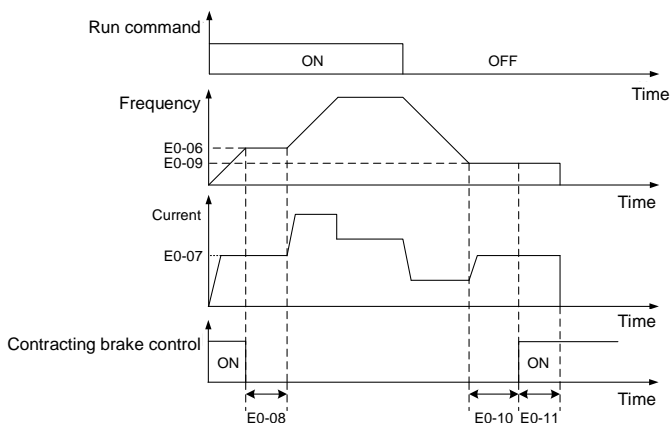 Run command
ON
OFF
Time
Frequency
E0-06
E0-09
Time
Current
E0-07
Time
Contracting brake control
ON
ON
Time
E0-08
E0-10
E0-11